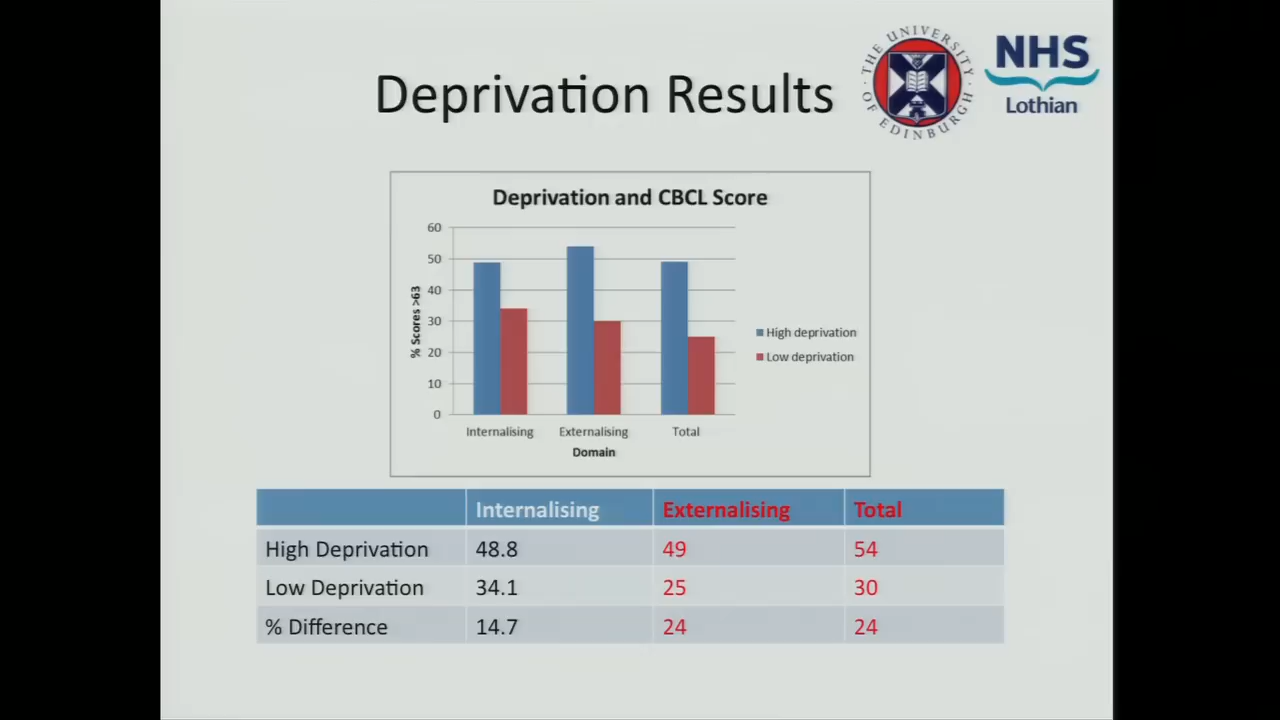 Deprivation Results
THE UNIVERSITY OF EDINBURGH
NHS
Lothian
Deprivation and CBCL Score
% Scores >63
60
50
40
30
20
10
0
Internalising Externalising Total
Domain
High deprivation
Low deprivation
Internalising Externalising Total
High Deprivation 48.8 49 54
Low Deprivation 34.1 25 30
% Difference 14.7 24 24